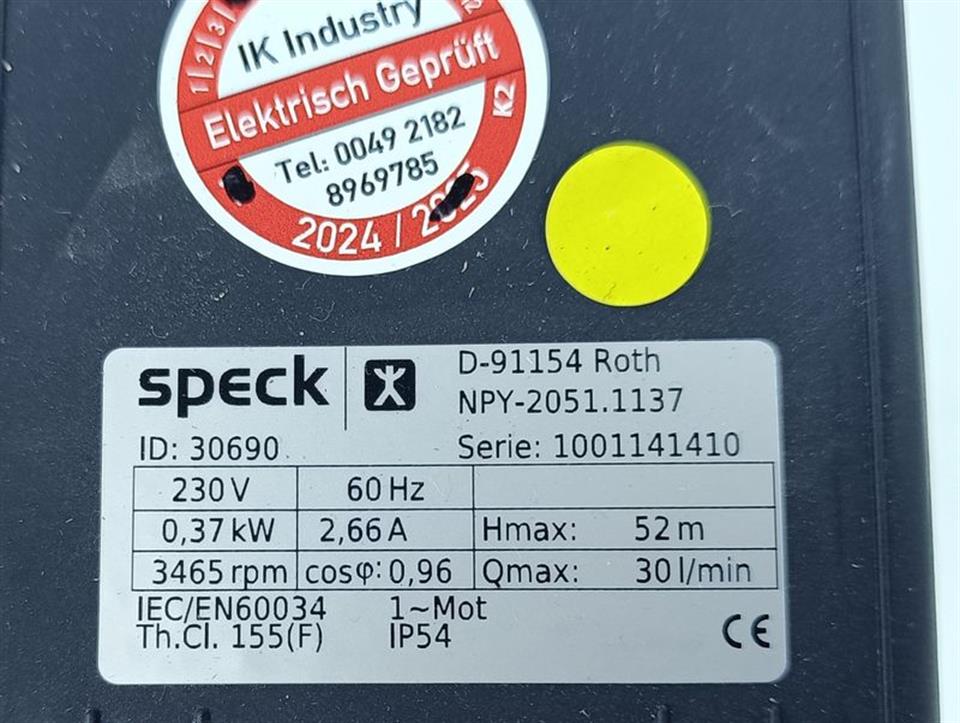 1 2 3
IK Industry
Elektrisch Geprüft
K2
Tel: 0049 2182
8969785
2024 / 2025
speck
D-91154 Roth
NPY-2051.1137
ID: 30690
Serie: 1001141410
230 V 60 Hz
0,37 kW 2,66 A Hmax: 52 m
3465 rpm cosφ: 0,96 Qmax: 30 l/min
IEC/EN60034 1~Mot
Th.Cl. 155(F) IP54
CE